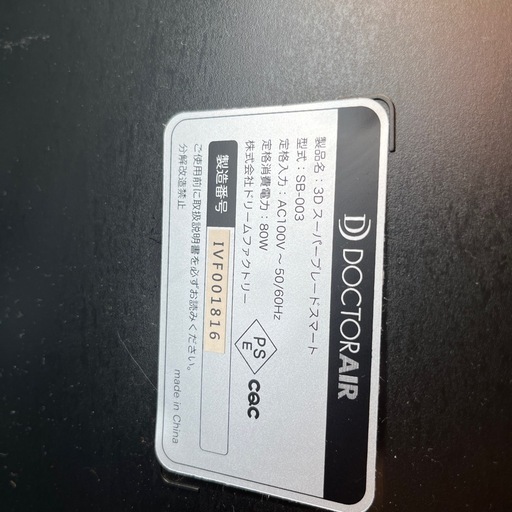 DOCTORAIR
製品名：3D スーパーブレードスマート
型式：SB-003
定格入力：AC100V～50/60Hz
定格消費電力：80W
株式会社ドリームファクトリー
PS
E
CQC
製造番号 IVF001816
ご使用前に取扱説明書を必ずお読みください。
分解改造禁止
made in China